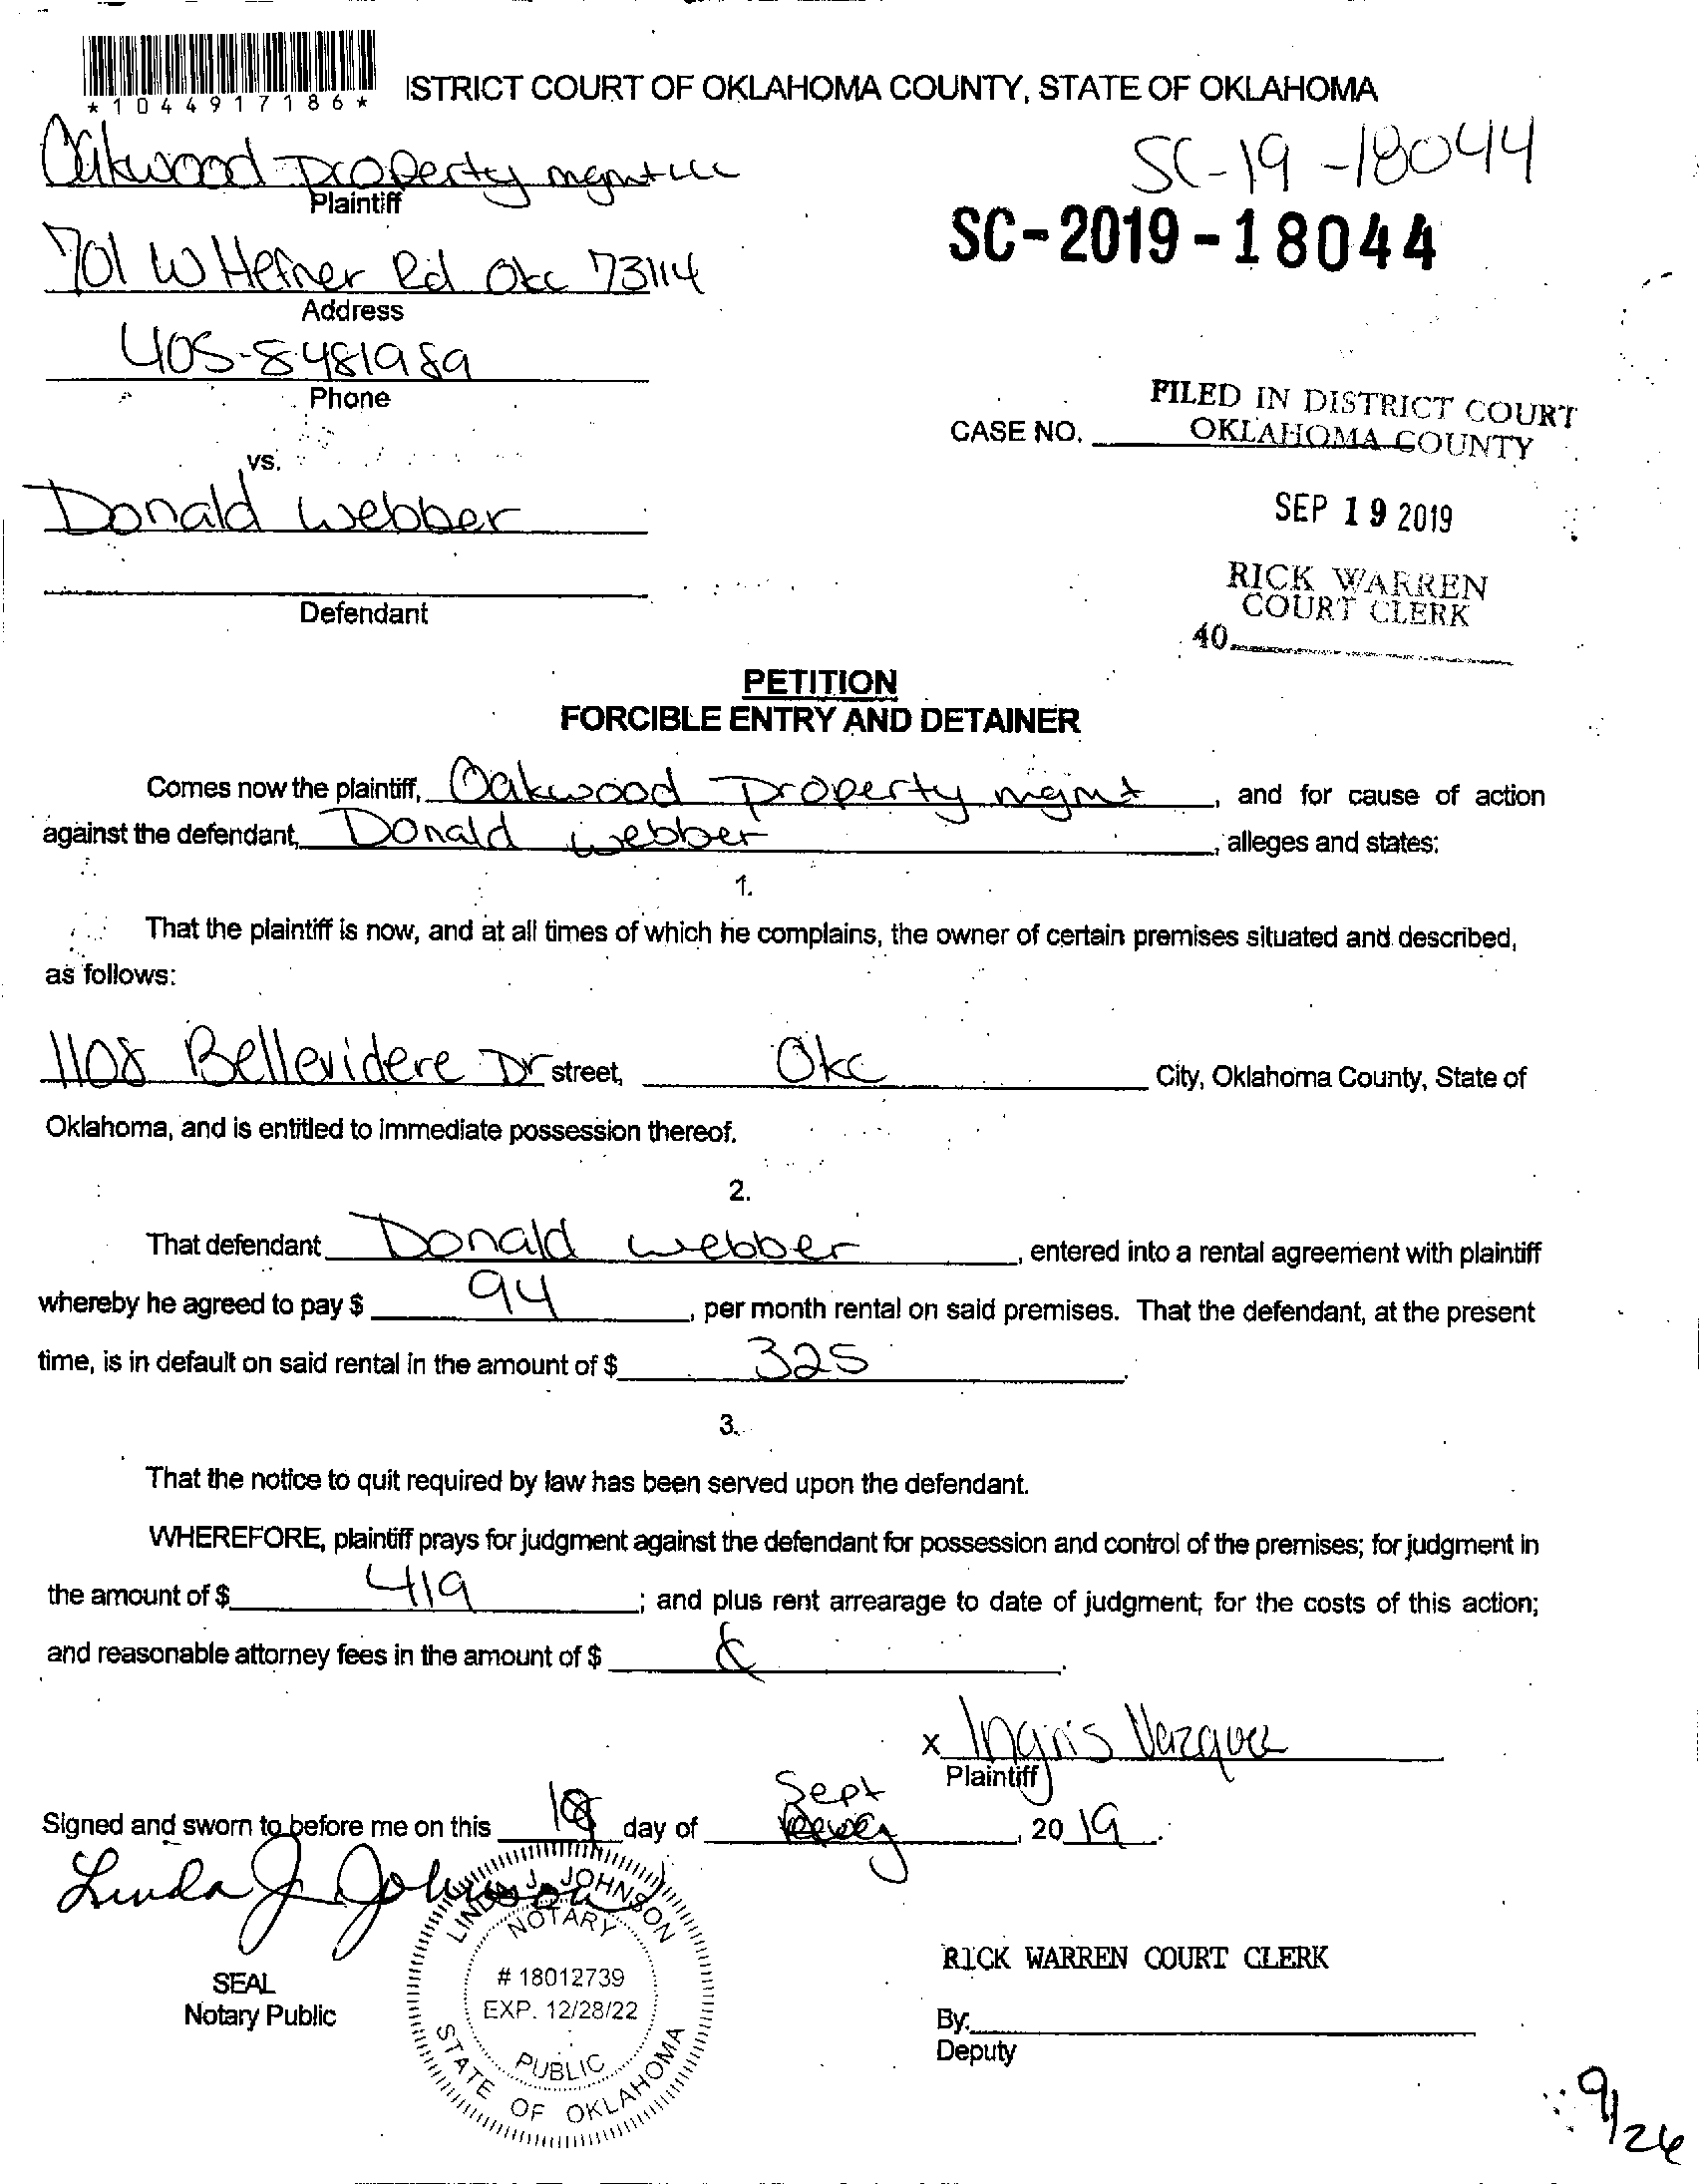 *1044917186*
ISTRICT COURT OF OKLAHOMA COUNTY, STATE OF OKLAHOMA
Oakwood Property mgmt llc
Plaintiff
SC-19-18044
SC-2019-18044
701 W Hefner Rd Okc 73114
Address
405-8481989
Phone
FILED IN DISTRICT COURT
CASE NO. OKLAHOMA COUNTY
vs.
Donald Webber
SEP 19 2019
Defendant
RICK WARREN
COURT CLERK
40
PETITION
FORCIBLE ENTRY AND DETAINER
Comes now the plaintiff, Oakwood Property mgmt, and for cause of action
against the defendant, Donald webber, alleges and states:
1.
That the plaintiff is now, and at all times of which he complains, the owner of certain premises situated and described,
as follows:
1108 Bellevidere Dr street, Okc City, Oklahoma County, State of
Oklahoma, and is entitled to immediate possession thereof.
2.
That defendant Donald webber, entered into a rental agreement with plaintiff
whereby he agreed to pay $ 94, per month rental on said premises. That the defendant, at the present
time, is in default on said rental in the amount of $ 325.
3.
That the notice to quit required by law has been served upon the defendant.
WHEREFORE, plaintiff prays for judgment against the defendant for possession and control of the premises; for judgment in
the amount of $ 419; and plus rent arrearage to date of judgment; for the costs of this action;
and reasonable attorney fees in the amount of $ .
x Ingris Vazquez
Plaintiff
Signed and sworn to before me on this day of Sept, 20 19.
Linda J Johnson
LINDA J. JOHNSON
NOTARY
# 18012739
EXP. 12/28/22
PUBLIC
STATE OF OKLAHOMA
SEAL
Notary Public
RICK WARREN COURT CLERK
By:
Deputy
9/26